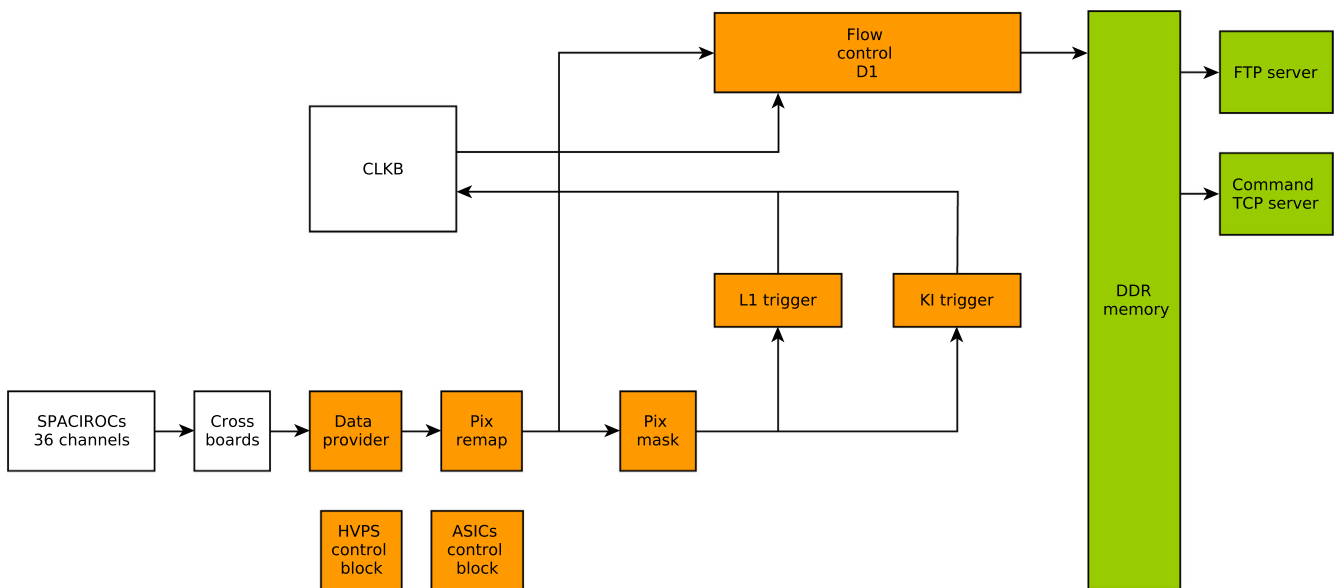 Flow
control
D1
FTP server
CLKB
Command
TCP server
L1 trigger
KI trigger
DDR
memory
SPACIROCs
36 channels
Cross
boards
Data
provider
Pix
remap
Pix
mask
HVPS
control
block
ASICs
control
block